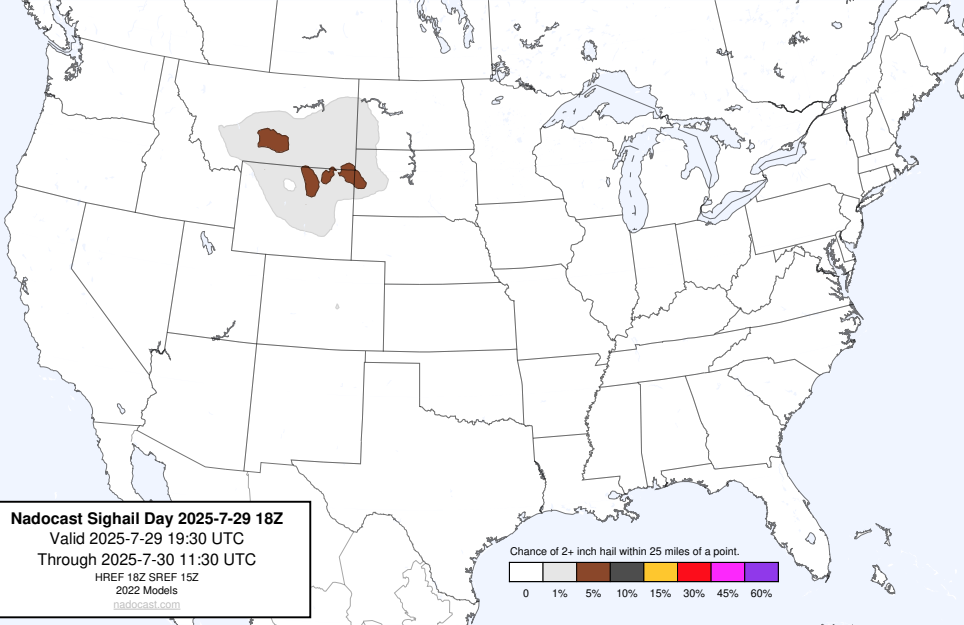 Nadocast Sighail Day 2025-7-29 18Z
Valid 2025-7-29 19:30 UTC
Through 2025-7-30 11:30 UTC
HREF 18Z SREF 15Z
2022 Models
nadocast.com
Chance of 2+ inch hail within 25 miles of a point.
0 1% 5% 10% 15% 30% 45% 60%